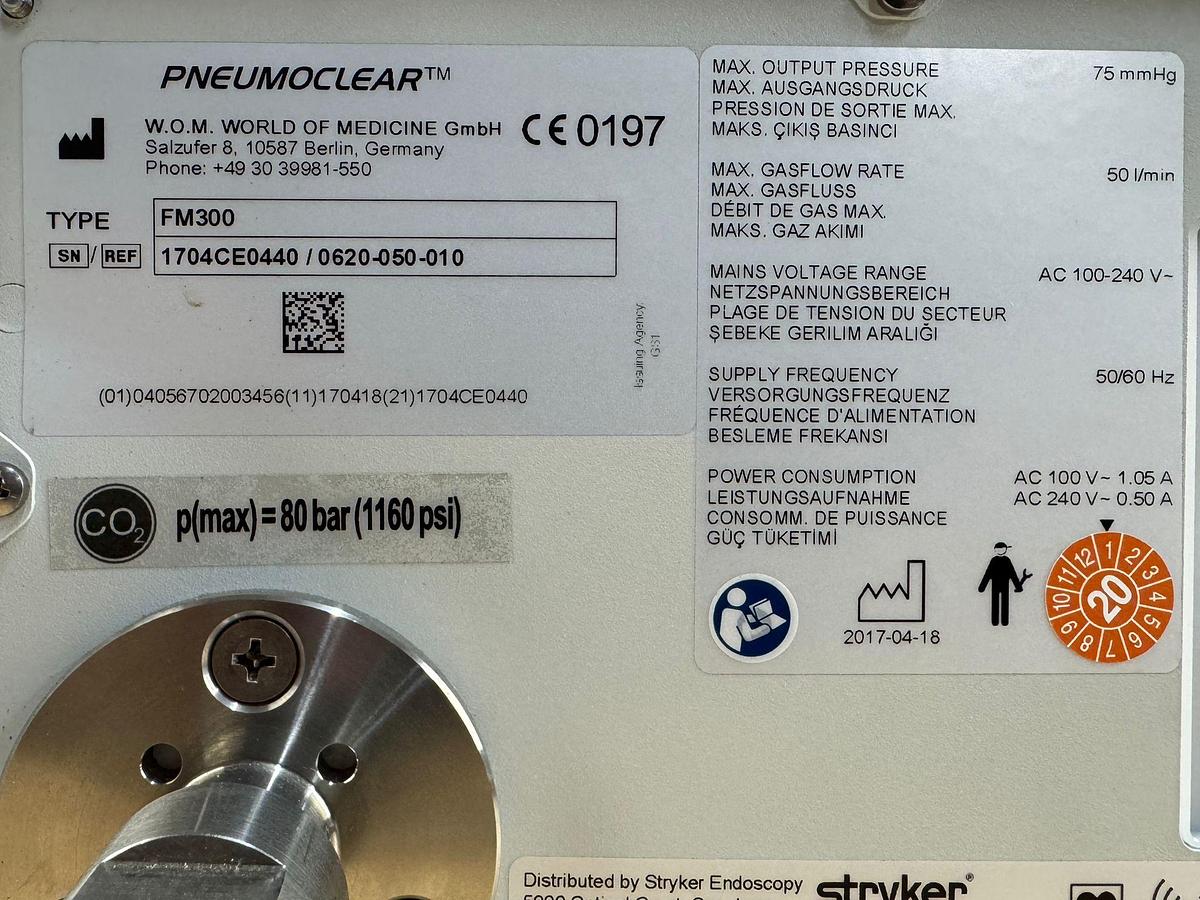 PNEUMOCLEAR™
W.O.M. WORLD OF MEDICINE GmbH
Salzufer 8, 10587 Berlin, Germany
Phone: +49 30 39981-550
CE 0197
TYPE FM300
SN / REF 1704CE0440 / 0620-050-010
Issuing Agency
GS1
(01)04056702003456(11)170418(21)1704CE0440
CO2 p(max) = 80 bar (1160 psi)
MAX. OUTPUT PRESSURE 75 mmHg
MAX. AUSGANGSDRUCK
PRESSION DE SORTIE MAX.
MAKS. ÇIKIŞ BASINCI
MAX. GASFLOW RATE 50 l/min
MAX. GASFLUSS
DÉBIT DE GAS MAX.
MAKS. GAZ AKIMI
MAINS VOLTAGE RANGE AC 100-240 V~
NETZSPANNUNGSBEREICH
PLAGE DE TENSION DU SECTEUR
ŞEBEKE GERILIM ARALIĞI
SUPPLY FREQUENCY 50/60 Hz
VERSORGUNGSFREQUENZ
FRÉQUENCE D'ALIMENTATION
BESLEME FREKANSI
POWER CONSUMPTION AC 100 V~ 1.05 A
LEISTUNGSAUFNAHME AC 240 V~ 0.50 A
CONSOMM. DE PUISSANCE
GÜÇ TÜKETİMİ
2017-04-18
1 2 3 4 5 6 7 8 9 10 11 12
20
Distributed by Stryker Endoscopy
stryker®